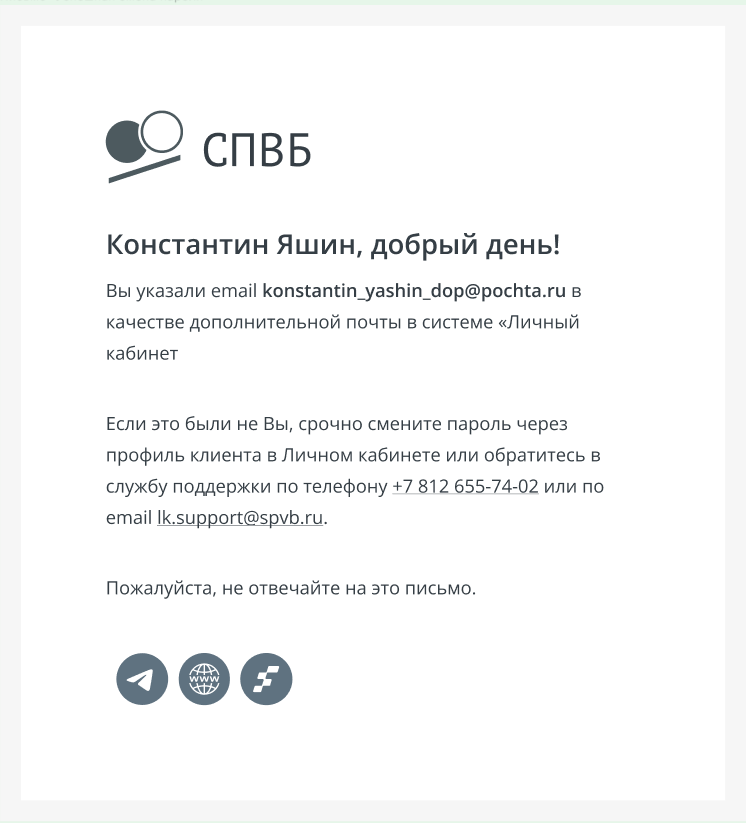 СПВБ
Константин Яшин, добрый день!
Вы указали email konstantin_yashin_dop@pochta.ru в
качестве дополнительной почты в системе «Личный
кабинет
Если это были не Вы, срочно смените пароль через
профиль клиента в Личном кабинете или обратитесь в
службу поддержки по телефону +7 812 655-74-02 или по
email lk.support@spvb.ru.
Пожалуйста, не отвечайте на это письмо.
www